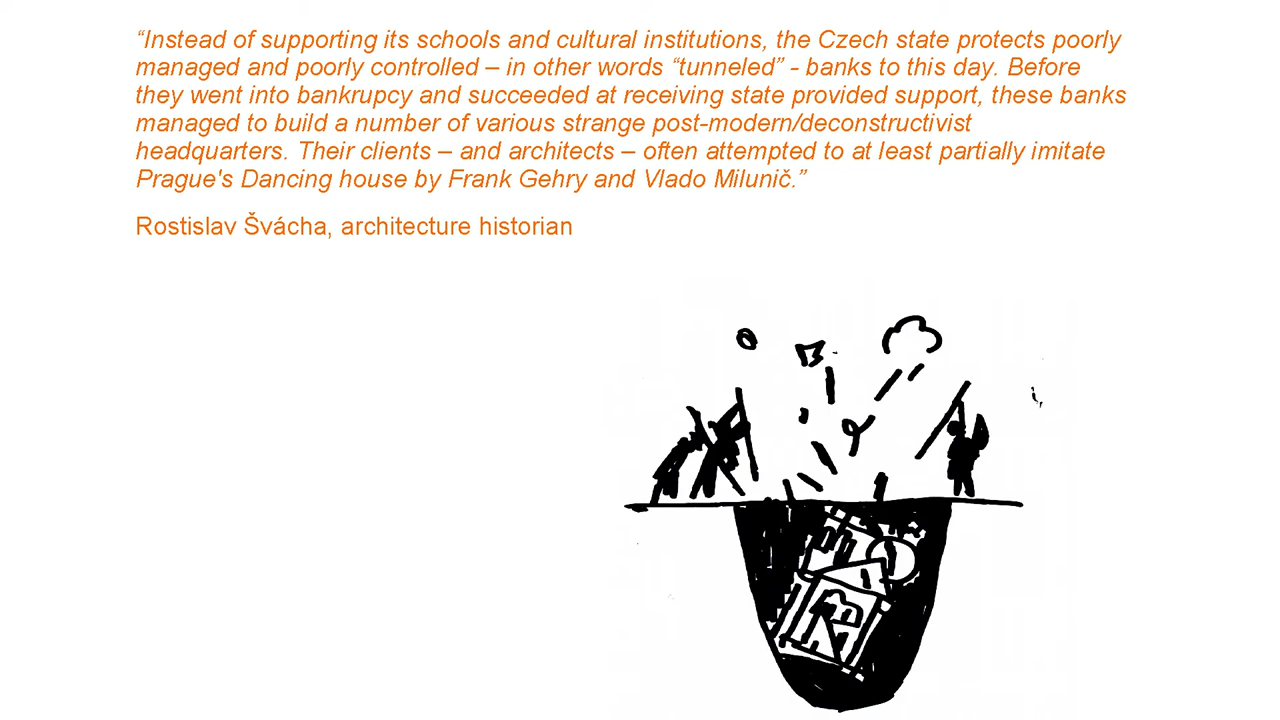 “Instead of supporting its schools and cultural institutions, the Czech state protects poorly
managed and poorly controlled – in other words “tunneled” - banks to this day. Before
they went into bankrupcy and succeeded at receiving state provided support, these banks
managed to build a number of various strange post-modern/deconstructivist
headquarters. Their clients – and architects – often attempted to at least partially imitate
Prague's Dancing house by Frank Gehry and Vlado Milunič.”
Rostislav Švácha, architecture historian